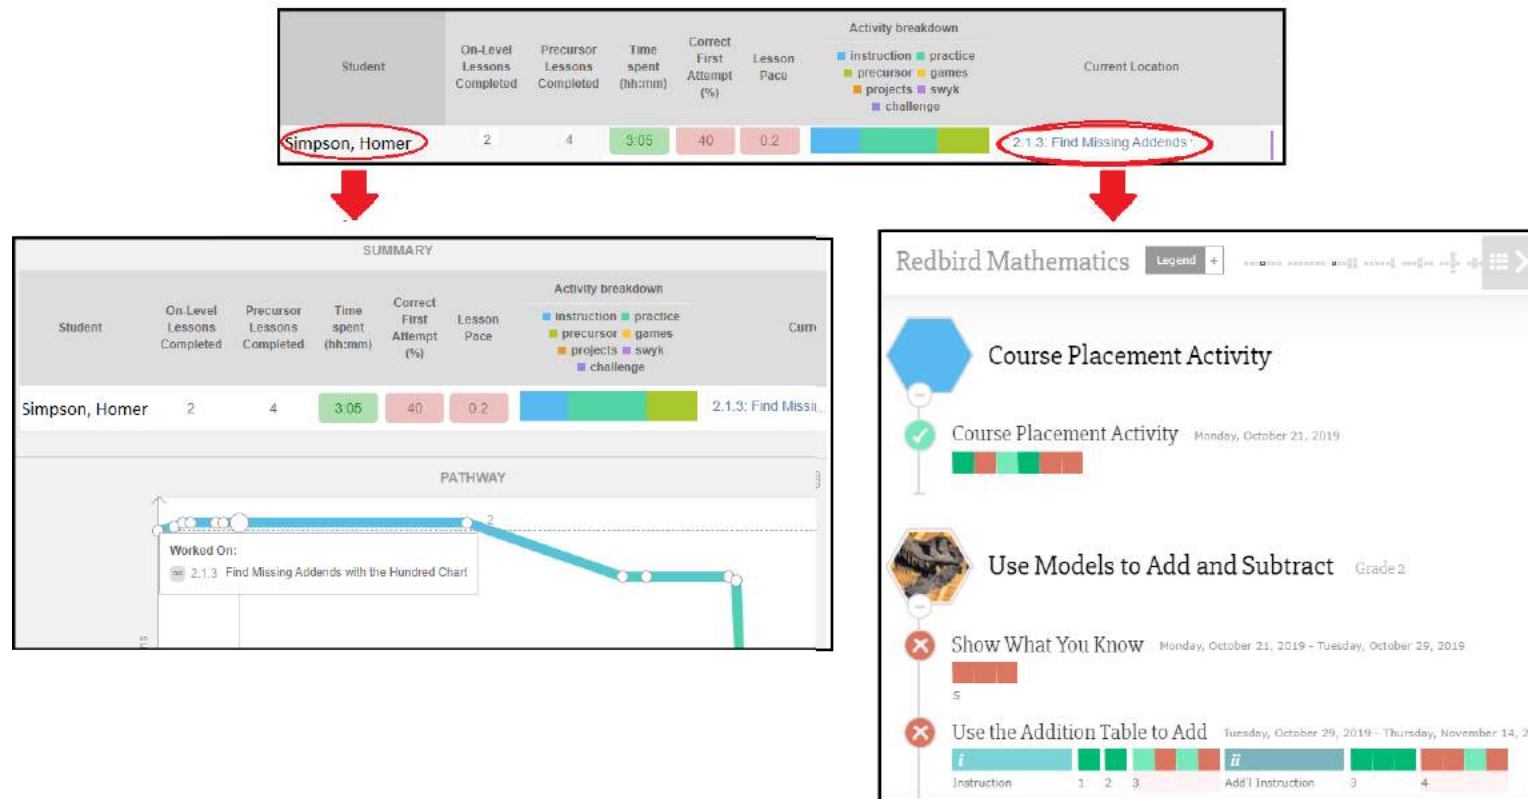 Student
On-Level Lessons Completed
Precursor Lessons Completed
Time spent (hh:mm)
Correct First Attempt (%)
Lesson Pace
Activity breakdown
instruction practice
precursor games
projects swyk
challenge
Current Location
Simpson, Homer 2 4 3:05 40 0.2 2.1.3: Find Missing Addends
SUMMARY
Student
On-Level Lessons Completed
Precursor Lessons Completed
Time spent (hh:mm)
Correct First Attempt (%)
Lesson Pace
Activity breakdown
instruction practice
precursor games
projects swyk
challenge
Curre
Simpson, Homer 2 4 3:05 40 0.2 2.1.3: Find Missi
PATHWAY
2
Worked On:
2.1.3 Find Missing Addends with the Hundred Chart
Redbird Mathematics Legend +
Course Placement Activity
Course Placement Activity Monday, October 21, 2019
Use Models to Add and Subtract Grade 2
Show What You Know Monday, October 21, 2019 - Tuesday, October 29, 2019
S
Use the Addition Table to Add Tuesday, October 29, 2019 - Thursday, November 14, 2
i ii
Instruction 1 2 3 Add'l Instruction 3 4